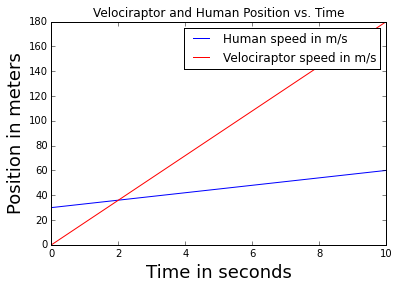 Velociraptor and Human Position vs. Time
Human speed in m/s
Velociraptor speed in m/s
Position in meters
180
160
140
120
100
80
60
40
20
0
0 2 4 6 8 10
Time in seconds